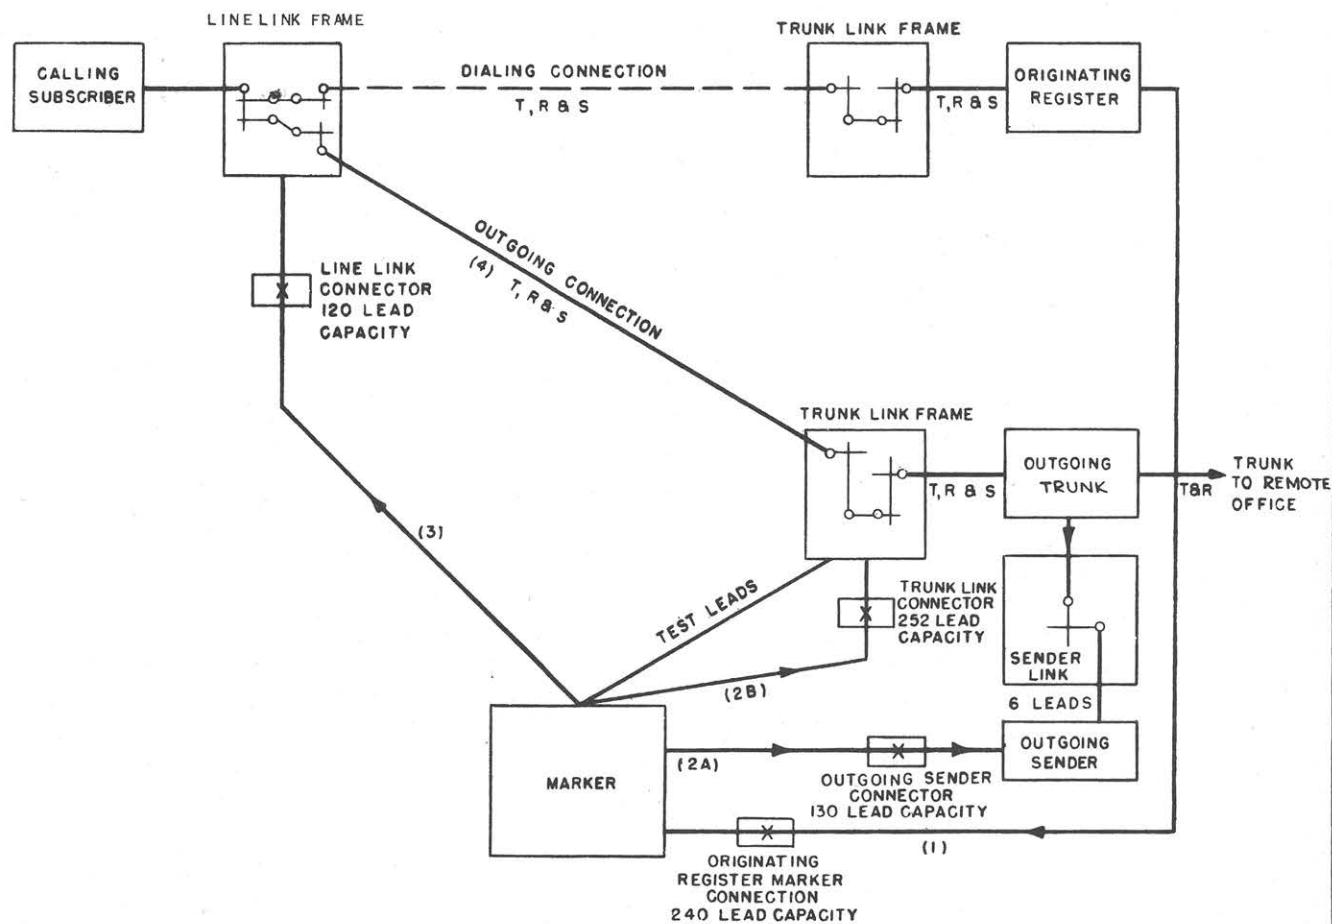 LINE LINK FRAME
TRUNK LINK FRAME
CALLING
SUBSCRIBER
DIALING CONNECTION
T, R & S
T, R & S
ORIGINATING
REGISTER
OUTGOING CONNECTION
(4) T, R & S
LINE LINK
CONNECTOR
120 LEAD
CAPACITY
TRUNK LINK FRAME
T, R & S
OUTGOING
TRUNK
T&R
TRUNK
TO REMOTE
OFFICE
(3)
TEST LEADS
TRUNK LINK
CONNECTOR
252 LEAD
CAPACITY
SENDER
LINK
(2B)
6 LEADS
MARKER
(2A)
OUTGOING SENDER
CONNECTOR
130 LEAD CAPACITY
OUTGOING
SENDER
(1)
ORIGINATING
REGISTER MARKER
CONNECTION
240 LEAD CAPACITY